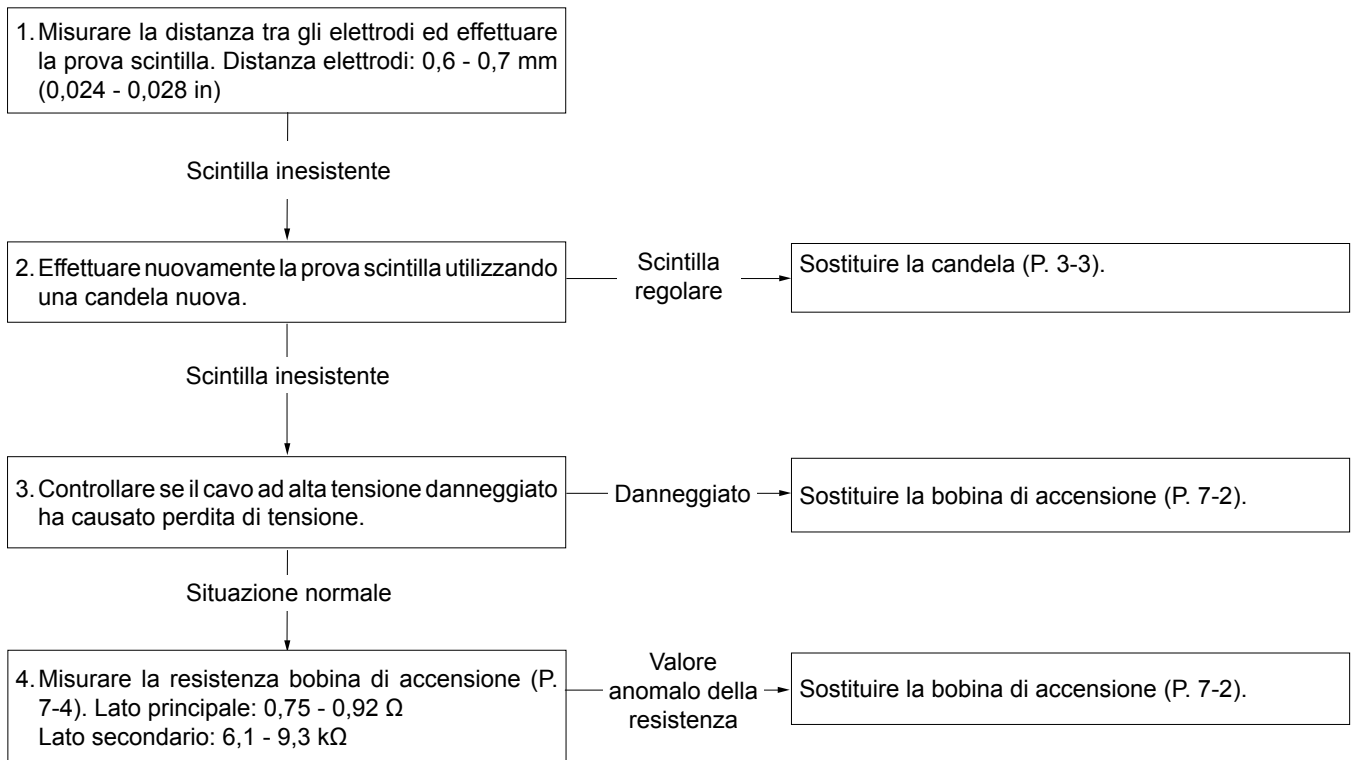 1. Misurare la distanza tra gli elettrodi ed effettuare
la prova scintilla. Distanza elettrodi: 0,6 - 0,7 mm
(0,024 - 0,028 in)
Scintilla inesistente
2. Effettuare nuovamente la prova scintilla utilizzando
una candela nuova.
Scintilla
regolare
Sostituire la candela (P. 3-3).
Scintilla inesistente
3. Controllare se il cavo ad alta tensione danneggiato
ha causato perdita di tensione.
Danneggiato
Sostituire la bobina di accensione (P. 7-2).
Situazione normale
4. Misurare la resistenza bobina di accensione (P.
7-4). Lato principale: 0,75 - 0,92 Ω
Lato secondario: 6,1 - 9,3 kΩ
Valore
anomalo della
resistenza
Sostituire la bobina di accensione (P. 7-2).